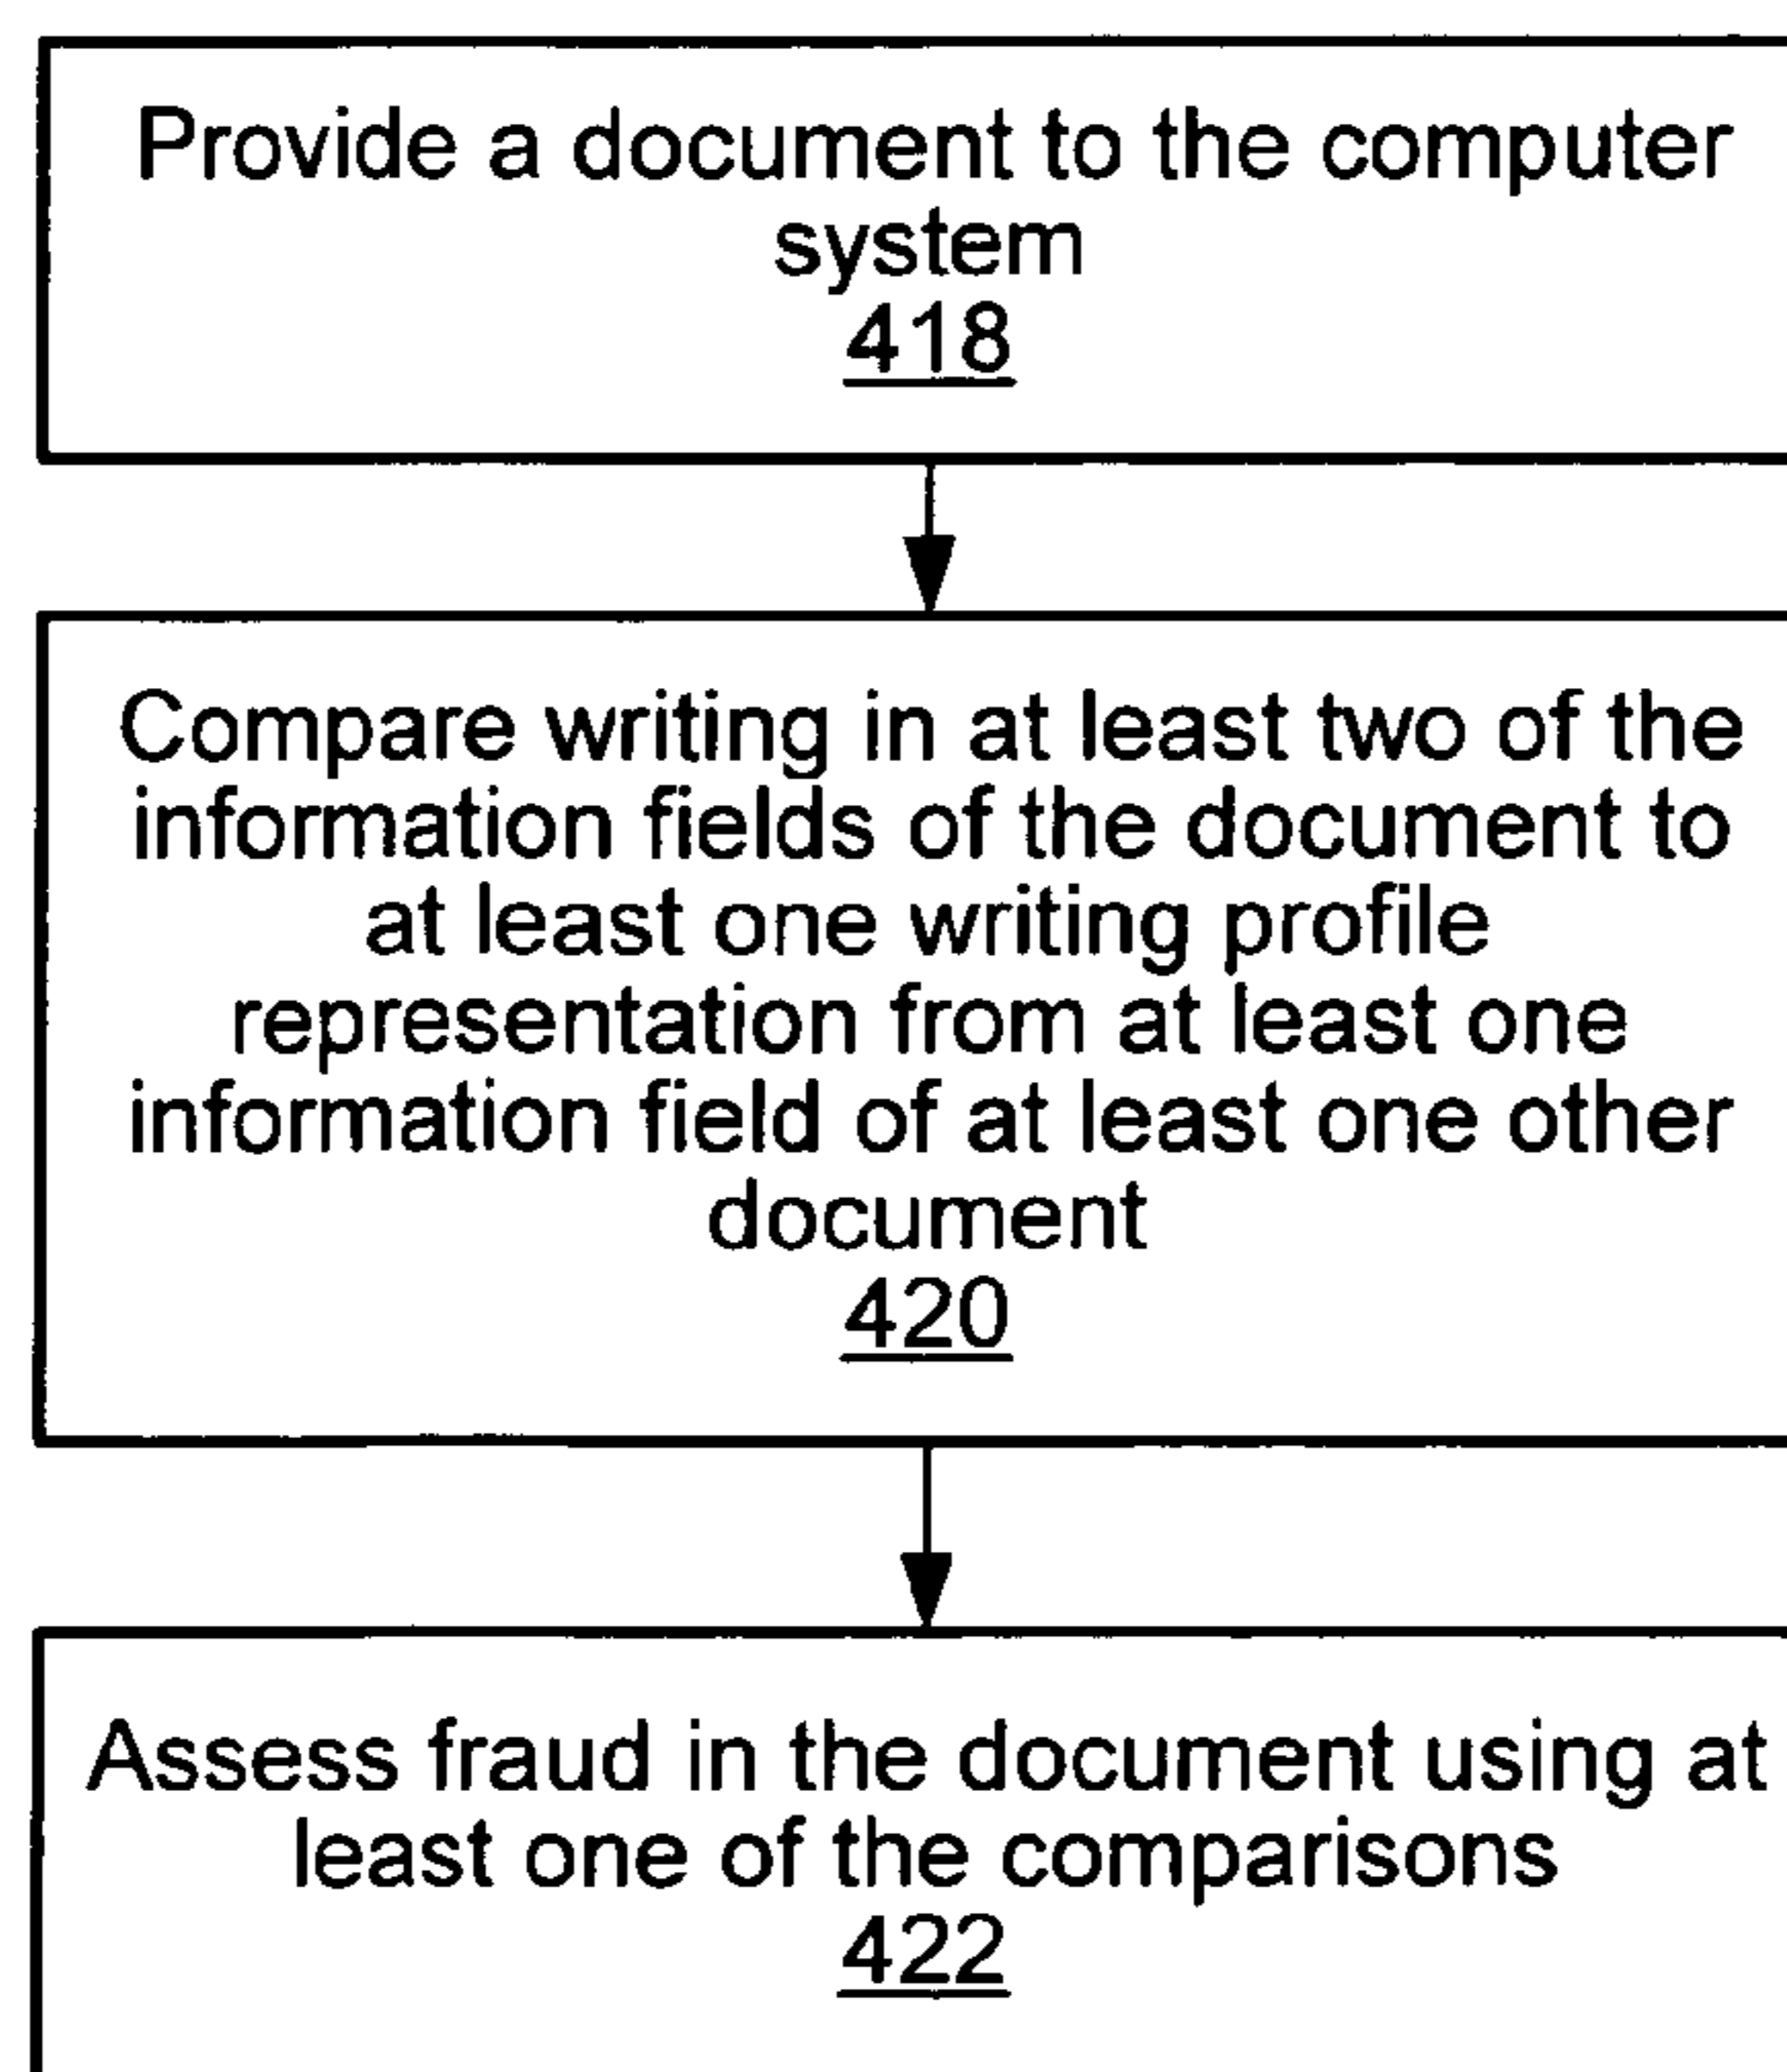 Provide a document to the computer
system
418
Compare writing in at least two of the
information fields of the document to
at least one writing profile
representation from at least one
information field of at least one other
document
420
Assess fraud in the document using at
least one of the comparisons
422